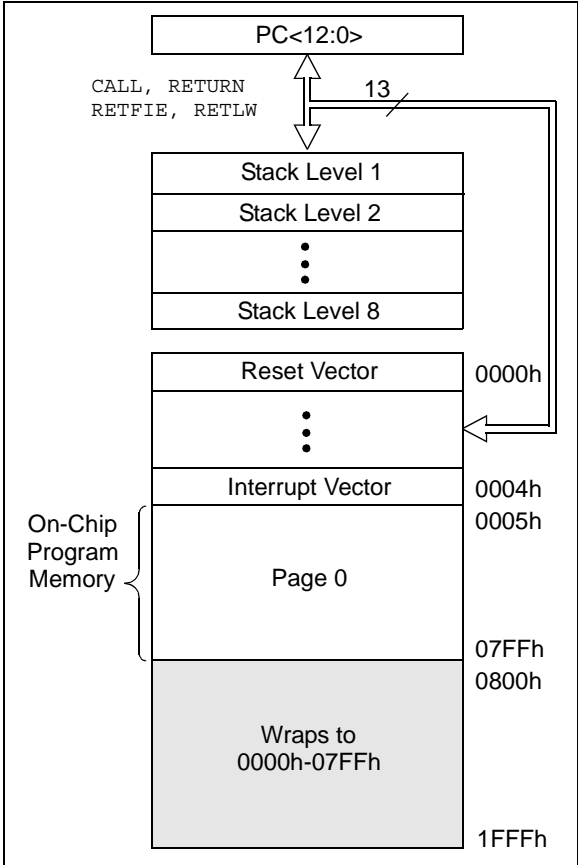 PC<12:0>
CALL, RETURN
RETFIE, RETLW
13
Stack Level 1
Stack Level 2
Stack Level 8
Reset Vector
0000h
Interrupt Vector
0004h
0005h
On-Chip
Program
Memory
Page 0
07FFh
0800h
Wraps to
0000h-07FFh
1FFFh